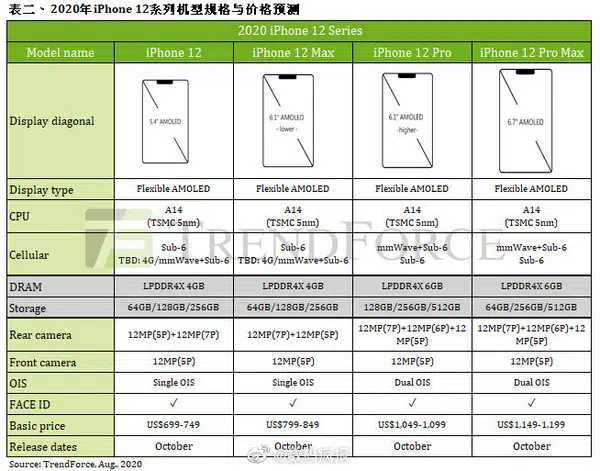 表二、2020年iPhone 12系列机型规格与价格预测
2020 iPhone 12 Series
Model name iPhone 12 iPhone 12 Max iPhone 12 Pro iPhone 12 Pro Max
Display diagonal 5.4" AMOLED 6.1" AMOLED - lower - 6.1" AMOLED -higher- 6.7" AMOLED
Display type Flexible AMOLED Flexible AMOLED Flexible AMOLED Flexible AMOLED
CPU A14 A14 A14 A14
(TSMC 5nm) (TSMC 5nm) (TSMC 5nm) (TSMC 5nm)
TRENDFORCE
Cellular Sub-6 Sub-6 mmWave+Sub-6 mmWave+Sub-6
TBD: 4G/mmWave+Sub-6 TBD: 4G/mmWave+Sub-6 Sub-6 Sub-6
DRAM LPDDR4X 4GB LPDDR4X 4GB LPDDR4X 6GB LPDDR4X 6GB
Storage 64GB/128GB/256GB 64GB/128GB/256GB 128GB/256GB/512GB 64GB/256GB/512GB
Rear camera 12MP(5P)+12MP(7P) 12MP(7P)+12MP(5P) 12MP(7P)+12MP(6P)+12 12MP(7P)+12MP(6P)+12
MP(5P) MP(5P)
Front camera 12MP(5P) 12MP(5P) 12MP(5P) 12MP(5P)
OIS Single OIS Single OIS Dual OIS Dual OIS
FACE ID ✓ ✓ ✓ ✓
Basic price US$699-749 US$799-849 US$1,049-1,099 US$1,149-1,199
Release dates October October October October
Source: TrendForce, Aug., 2020